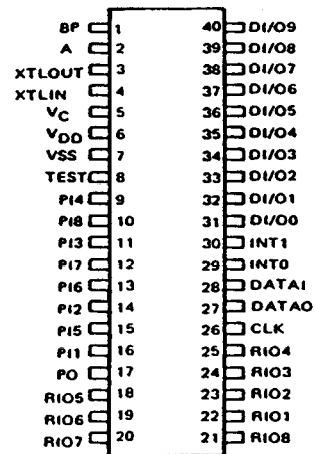 BP 1 40 DI/O9
A 2 39 DI/O8
XTLOUT 3 38 DI/O7
XTLIN 4 37 DI/O6
VC 5 36 DI/O5
VDD 6 35 DI/O4
VSS 7 34 DI/O3
TEST 8 33 DI/O2
PI4 9 32 DI/O1
PI8 10 31 DI/O0
PI3 11 30 INT1
PI7 12 29 INT0
PI6 13 28 DATAI
PI2 14 27 DATAO
PI5 15 26 CLK
PI1 16 25 RIO4
PO 17 24 RIO3
RIO5 18 23 RIO2
RIO6 19 22 RIO1
RIO7 20 21 RIO8